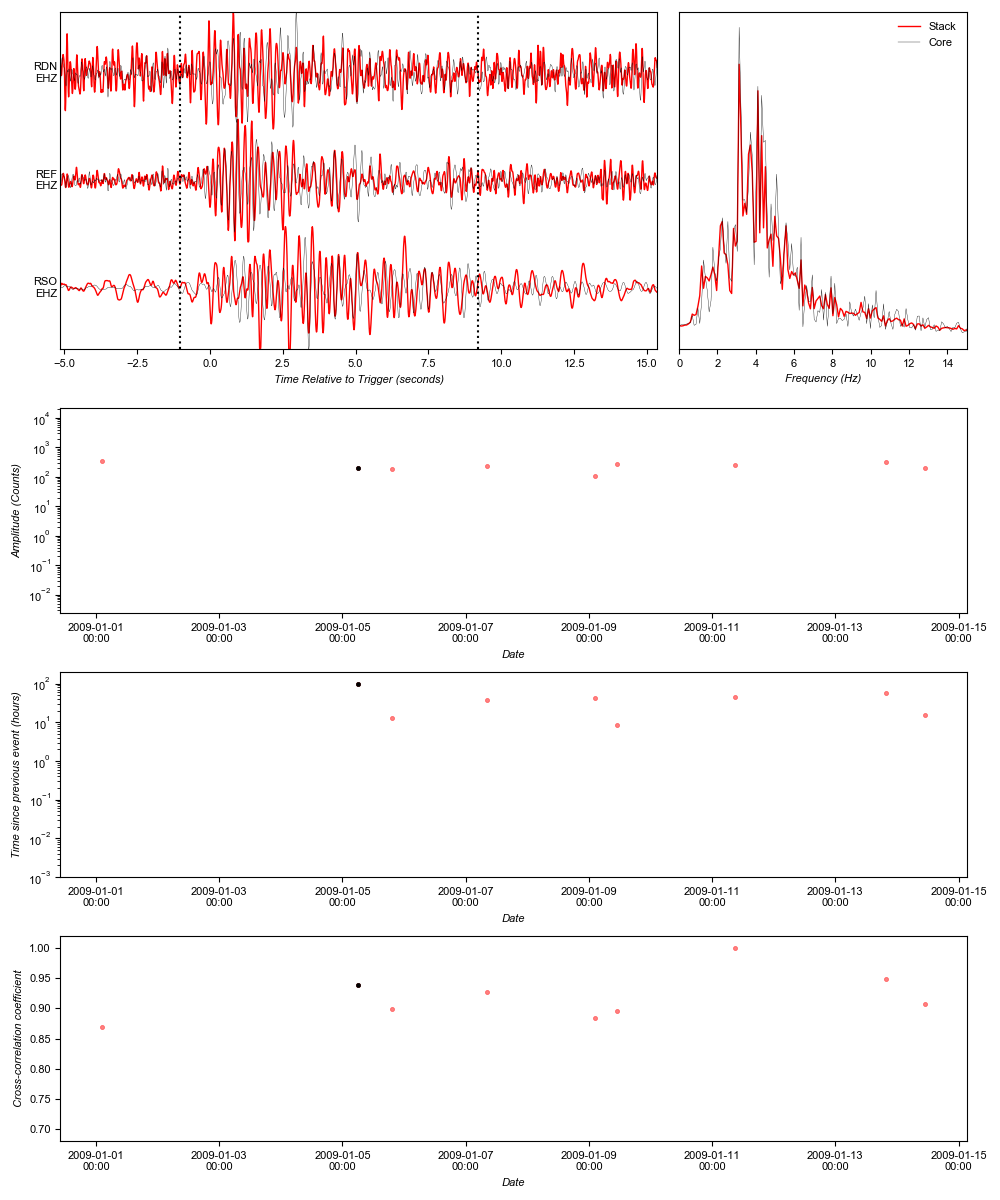 RDN
EHZ
REF
EHZ
RSO
EHZ
−5.0 −2.5 0.0 2.5 5.0 7.5 10.0 12.5 15.0
Time Relative to Trigger (seconds)
Stack
Core
0 2 4 6 8 10 12 14
Frequency (Hz)
Amplitude (Counts)
10⁴
10³
10²
10¹
10⁰
10⁻¹
10⁻²
2009-01-01 2009-01-03 2009-01-05 2009-01-07 2009-01-09 2009-01-11 2009-01-13 2009-01-15
00:00 00:00 00:00 00:00 00:00 00:00 00:00 00:00
Date
Time since previous event (hours)
10²
10¹
10⁰
10⁻¹
10⁻²
10⁻³
2009-01-01 2009-01-03 2009-01-05 2009-01-07 2009-01-09 2009-01-11 2009-01-13 2009-01-15
00:00 00:00 00:00 00:00 00:00 00:00 00:00 00:00
Date
Cross-correlation coefficient
1.00
0.95
0.90
0.85
0.80
0.75
0.70
2009-01-01 2009-01-03 2009-01-05 2009-01-07 2009-01-09 2009-01-11 2009-01-13 2009-01-15
00:00 00:00 00:00 00:00 00:00 00:00 00:00 00:00
Date